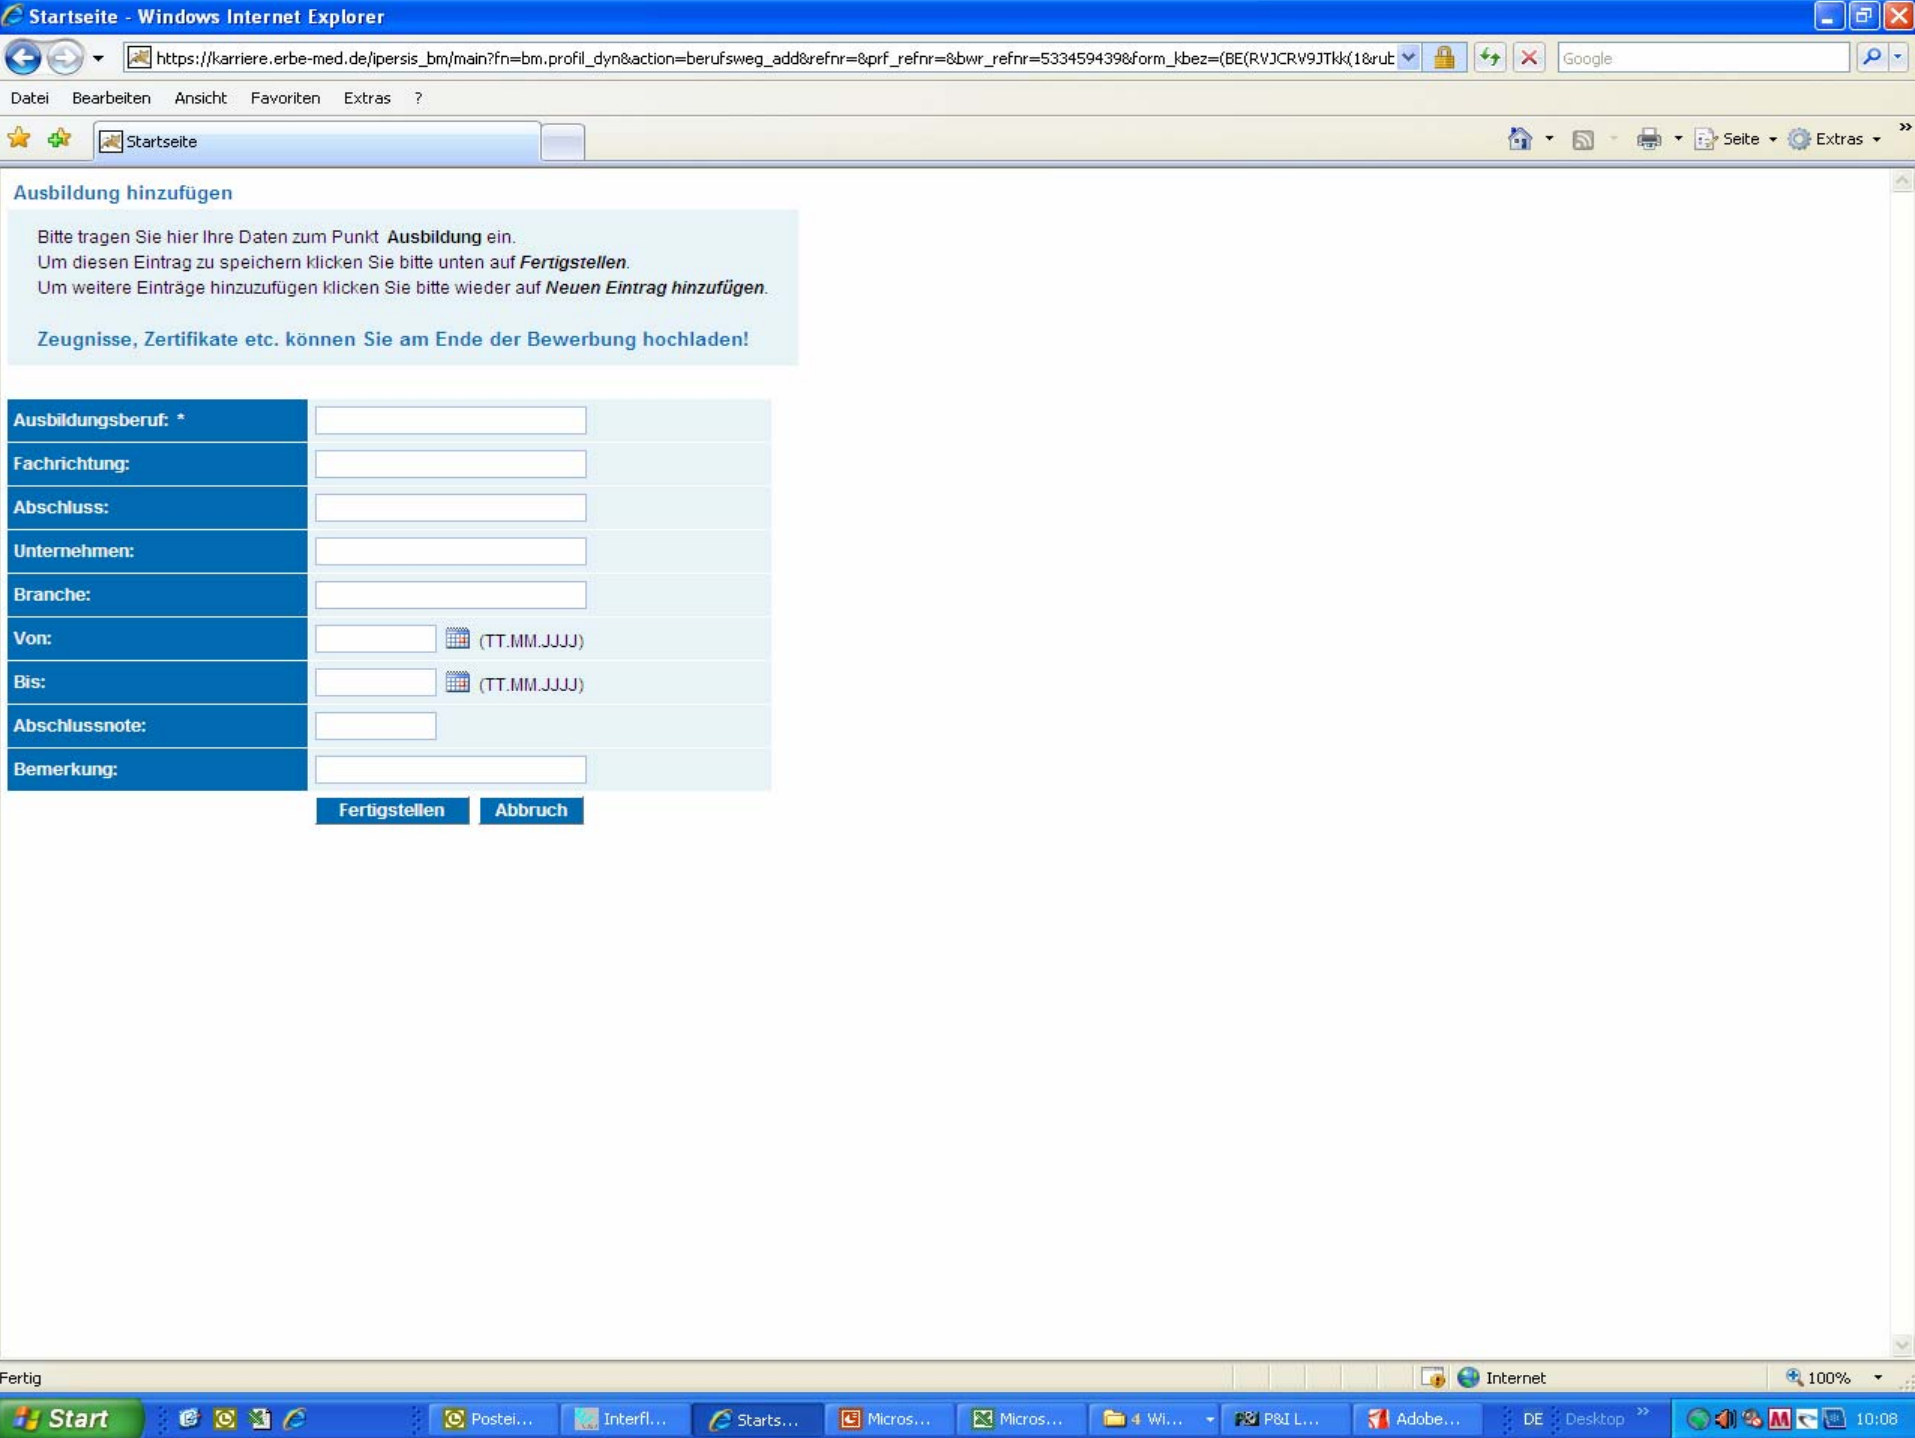 Startseite - Windows Internet Explorer
https://karriere.erbe-med.de/ipersis_bm/main?fn=bm.profil_dyn&action=berufsweg_add&refnr=&prf_refnr=&bwr_refnr=533459439&form_kbez=(BE(RVJCRV9JTkk(1&rub
Google
Datei Bearbeiten Ansicht Favoriten Extras ?
Startseite
Seite Extras
Ausbildung hinzufügen
Bitte tragen Sie hier Ihre Daten zum Punkt Ausbildung ein.
Um diesen Eintrag zu speichern klicken Sie bitte unten auf Fertigstellen.
Um weitere Einträge hinzuzufügen klicken Sie bitte wieder auf Neuen Eintrag hinzufügen.
Zeugnisse, Zertifikate etc. können Sie am Ende der Bewerbung hochladen!
Ausbildungsberuf: *
Fachrichtung:
Abschluss:
Unternehmen:
Branche:
Von: (TT.MM.JJJJ)
Bis: (TT.MM.JJJJ)
Abschlussnote:
Bemerkung:
Fertigstellen Abbruch
Fertig Internet 100%
Start Postei... Interfl... Starts... Micros... Micros... 4 Wi... P&I L... Adobe... DE Desktop 10:08